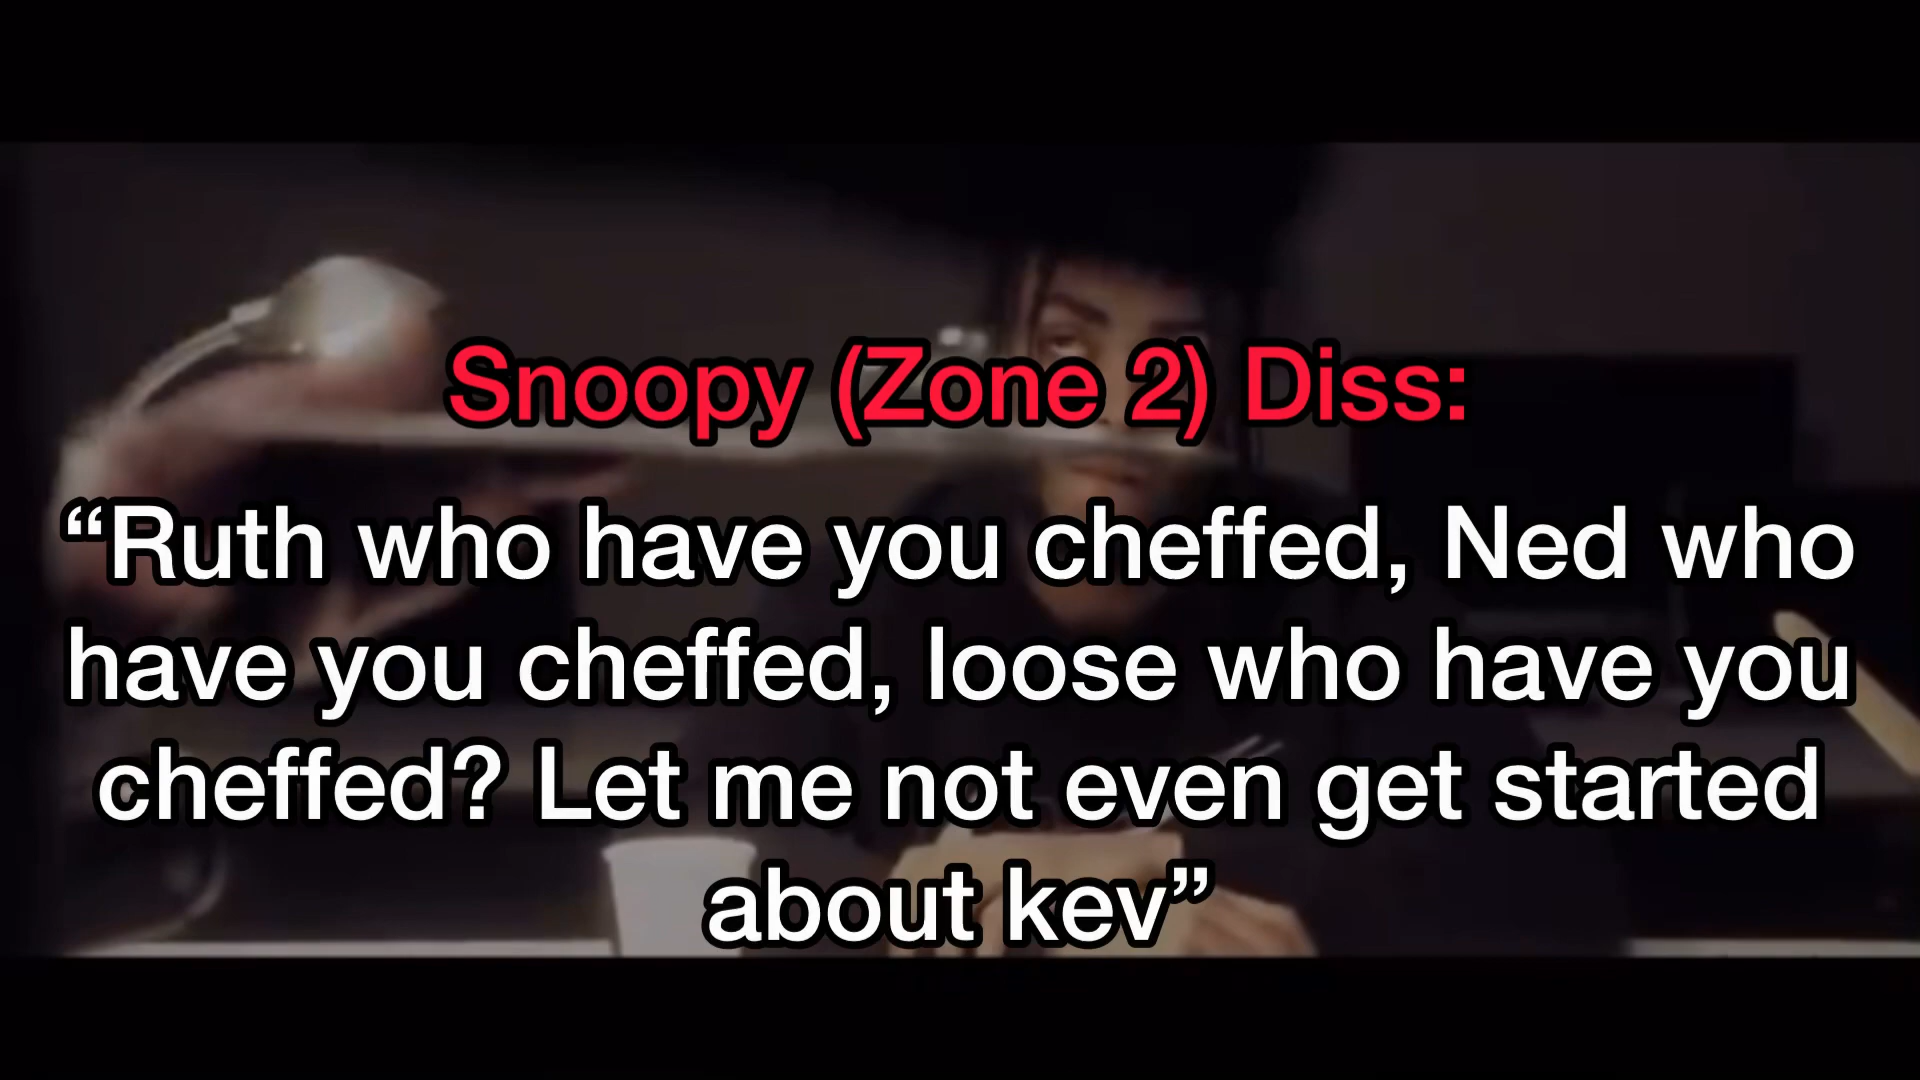 Snoopy (Zone 2) Diss:
“Ruth who have you cheffed, Ned who
have you cheffed, loose who have you
cheffed? Let me not even get started
about kev”